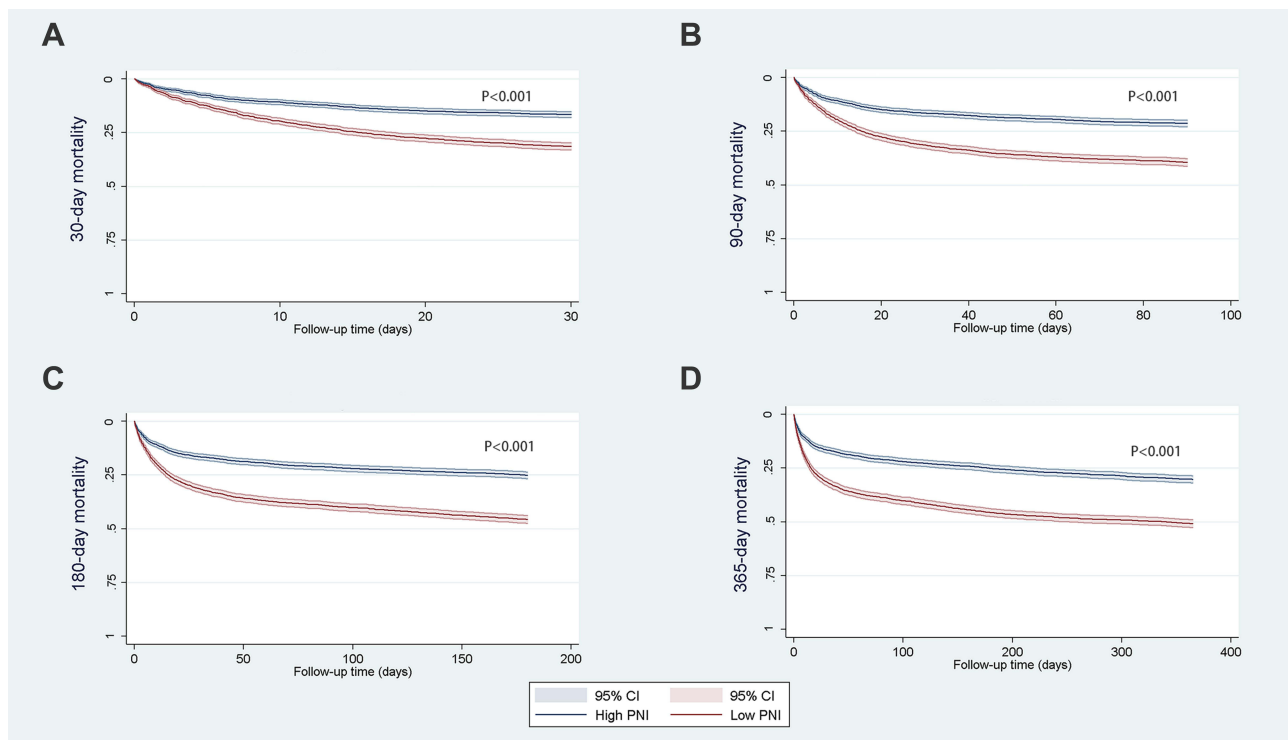 A
30-day mortality
0
.25
.5
.75
1
P<0.001
0 10 20 30
Follow-up time (days)
B
90-day mortality
0
.25
.5
.75
1
P<0.001
0 20 40 60 80 100
Follow-up time (days)
C
180-day mortality
0
.25
.5
.75
1
P<0.001
0 50 100 150 200
Follow-up time (days)
D
365-day mortality
0
.25
.5
.75
1
P<0.001
0 100 200 300 400
Follow-up time (days)
95% CI 95% CI
High PNI Low PNI